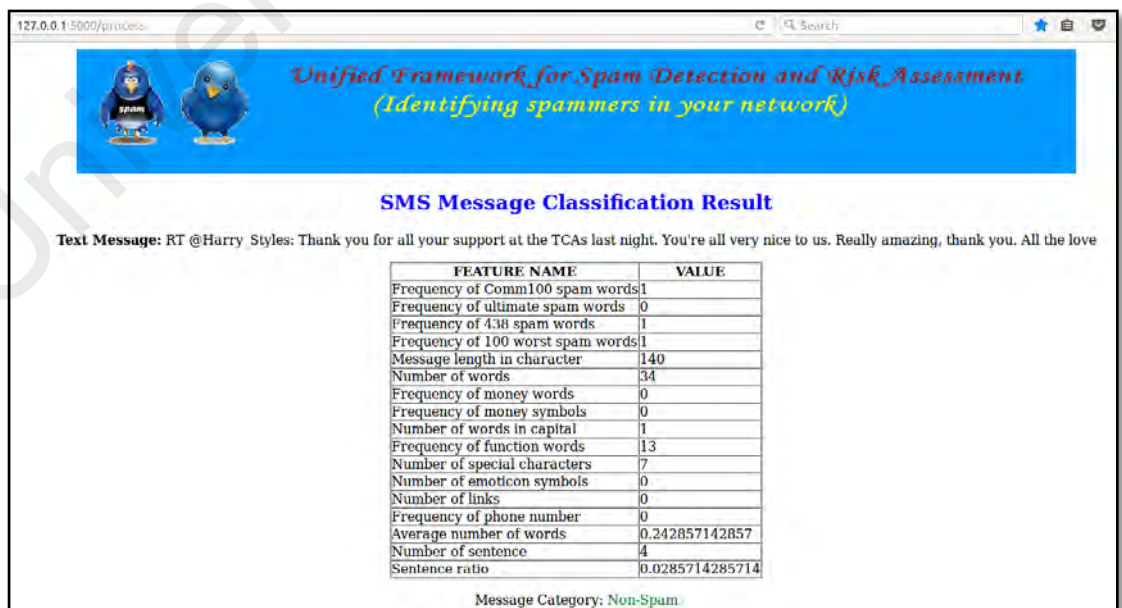 127.0.0.1:5000/process
Search
spam
Unified Framework for Spam Detection and Risk Assessment
(Identifying spammers in your network)
SMS Message Classification Result
Text Message: RT @Harry_Styles: Thank you for all your support at the TCAs last night. You're all very nice to us. Really amazing, thank you. All the love
FEATURE NAME VALUE
Frequency of Comm100 spam words 1
Frequency of ultimate spam words 0
Frequency of 438 spam words 1
Frequency of 100 worst spam words 1
Message length in character 140
Number of words 34
Frequency of money words 0
Frequency of money symbols 0
Number of words in capital 1
Frequency of function words 13
Number of special characters 7
Number of emoticon symbols 0
Number of links 0
Frequency of phone number 0
Average number of words 0.242857142857
Number of sentence 4
Sentence ratio 0.0285714285714
Message Category: Non-Spam